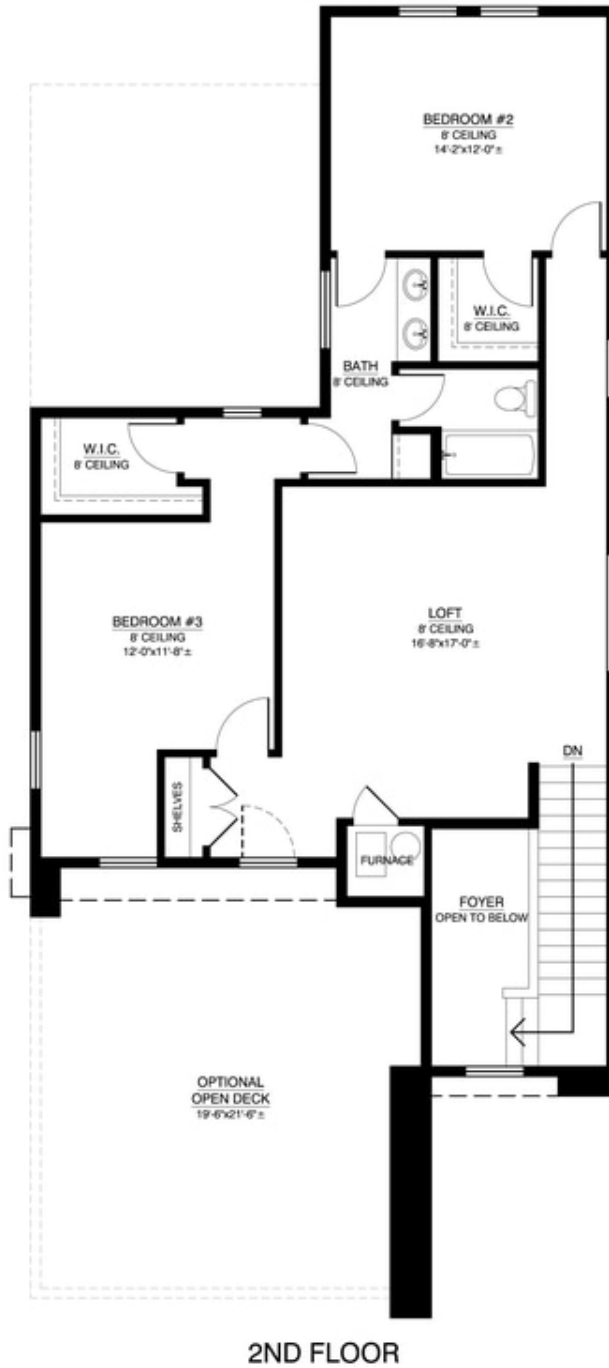 BEDROOM #2
8' CEILING
14'-2"x12'-0"±
W.I.C.
8' CEILING
BATH
8' CEILING
W.I.C.
8' CEILING
BEDROOM #3
8' CEILING
12'-0"x11'-8"±
LOFT
8' CEILING
16'-8"x17'-0"±
DN
SHELVES
FURNACE
FOYER
OPEN TO BELOW
OPTIONAL
OPEN DECK
19'-6"x21'-6"±
2ND FLOOR